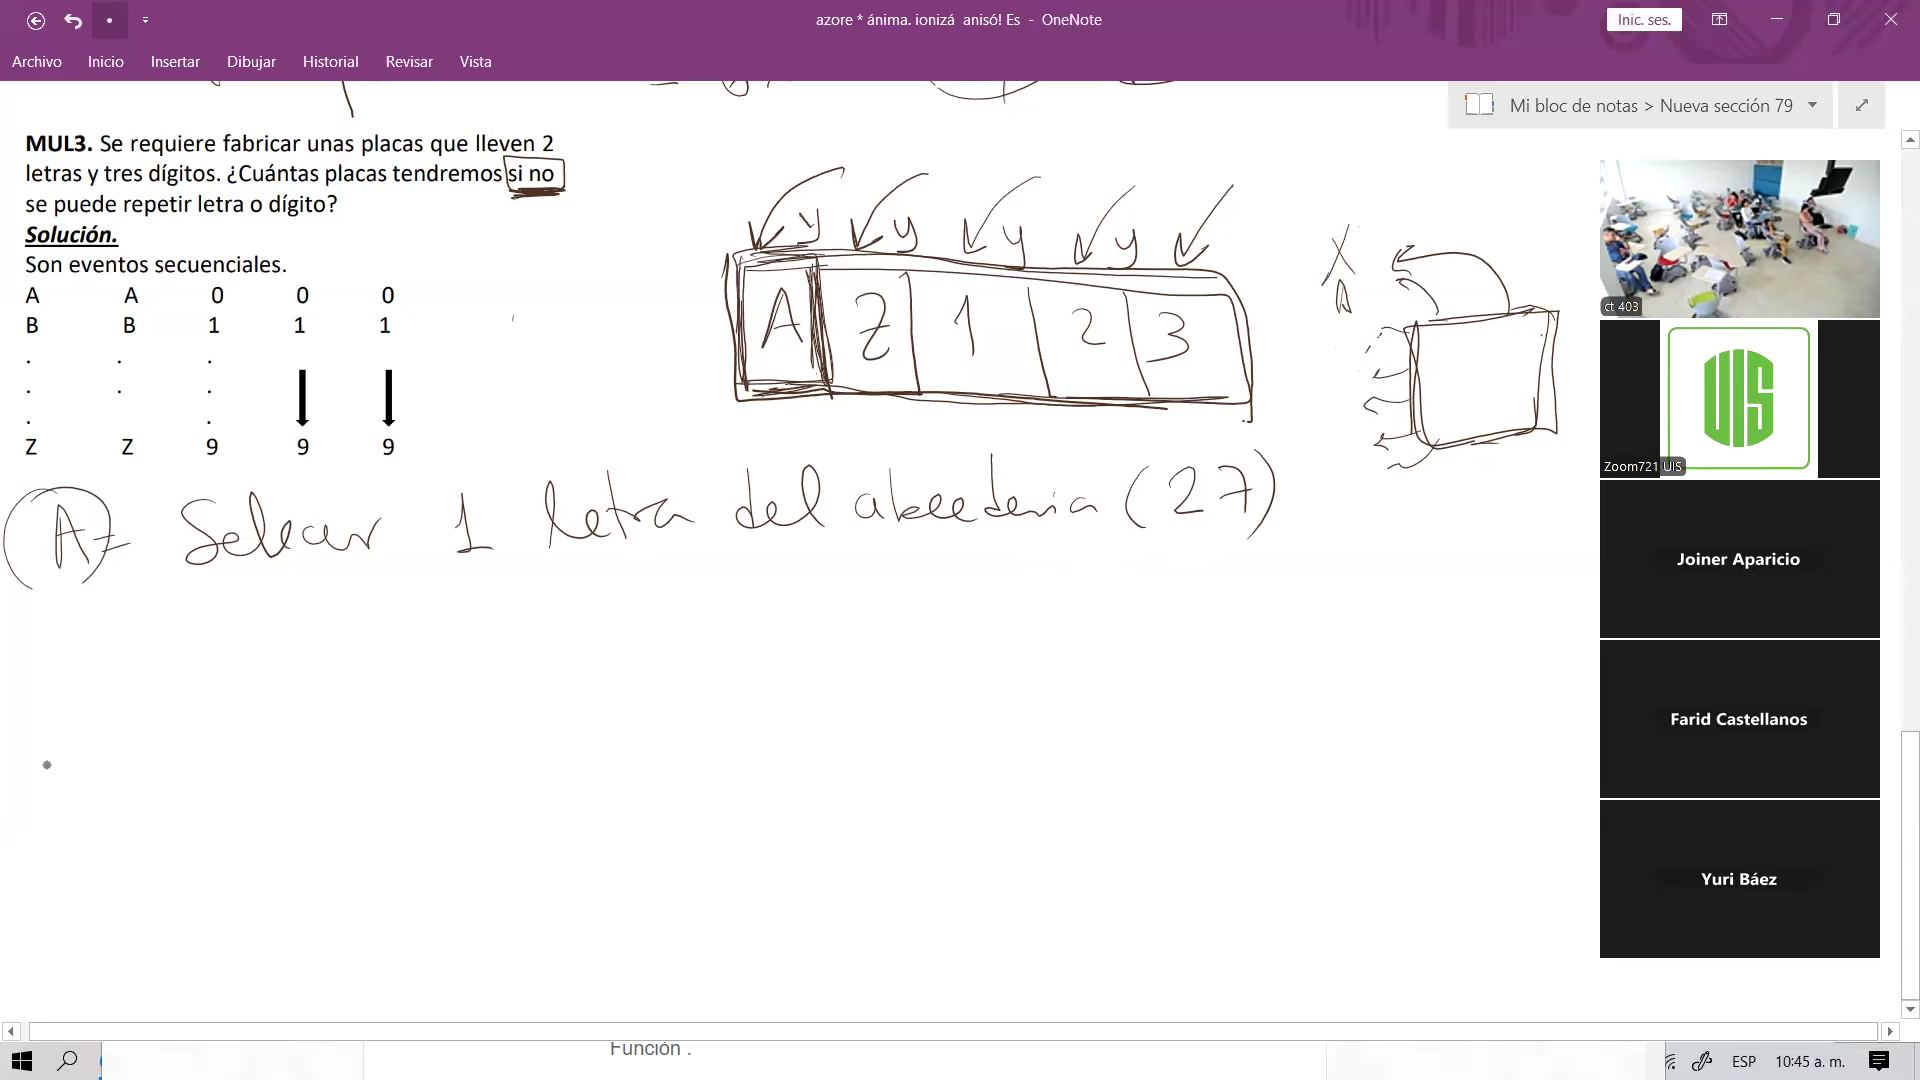 azore * ánima. ionizá anisó! Es - OneNote
Inic. ses.
Archivo Inicio Insertar Dibujar Historial Revisar Vista
Mi bloc de notas > Nueva sección 79
MUL3. Se requiere fabricar unas placas que lleven 2
letras y tres dígitos. ¿Cuántas placas tendremos si no
se puede repetir letra o dígito?
Solución.
Son eventos secuenciales.
A A 0 0 0
B B 1 1 1
. . .
. . .
. .
Z Z 9 9 9
y y y y
A Z 1 2 3
X
A
A = 1 letra del (27)
ct 403
UIS
Zoom721 UIS
Joiner Aparicio
Farid Castellanos
Yuri Báez
Función .
ESP 10:45 a. m.